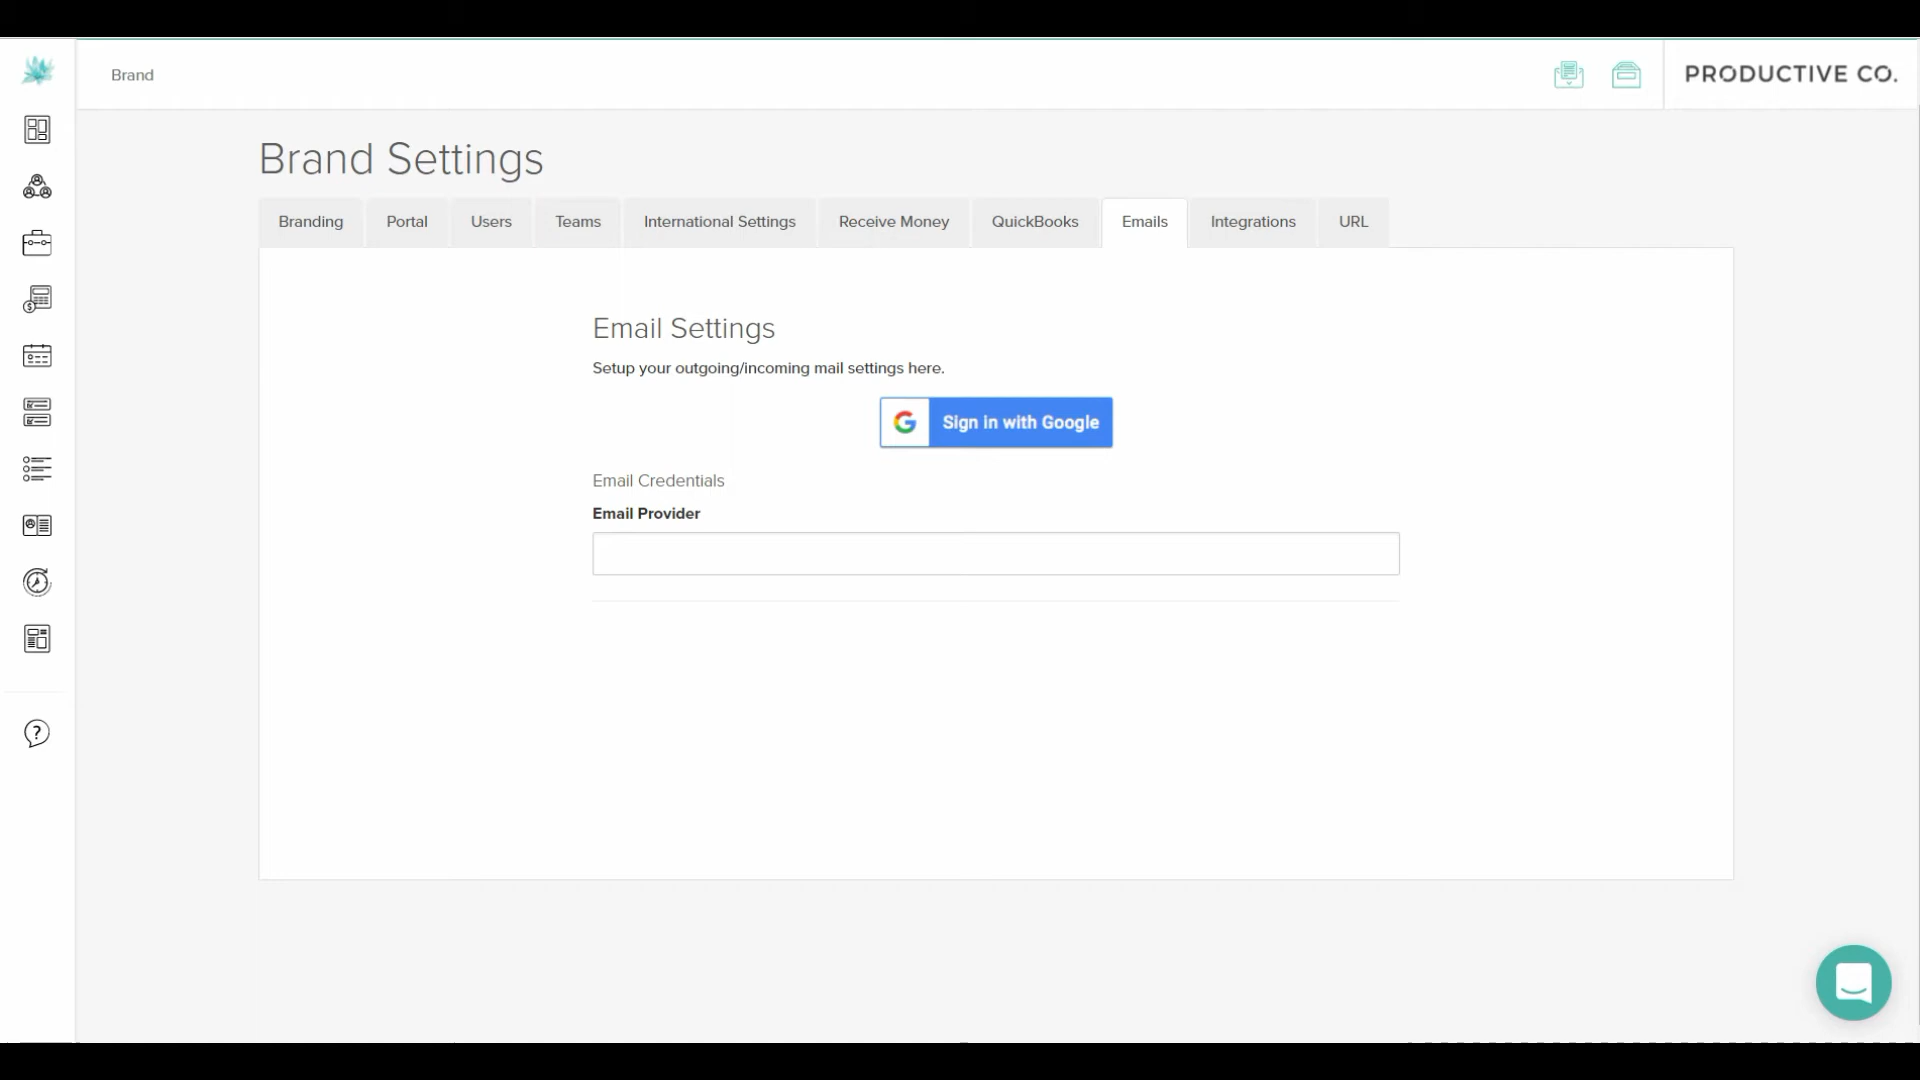 Brand
PRODUCTIVE CO.
Brand Settings
Branding
Portal
Users
Teams
International Settings
Receive Money
QuickBooks
Emails
Integrations
URL
Email Settings
Setup your outgoing/incoming mail settings here.
G Sign in with Google
Email Credentials
Email Provider
?